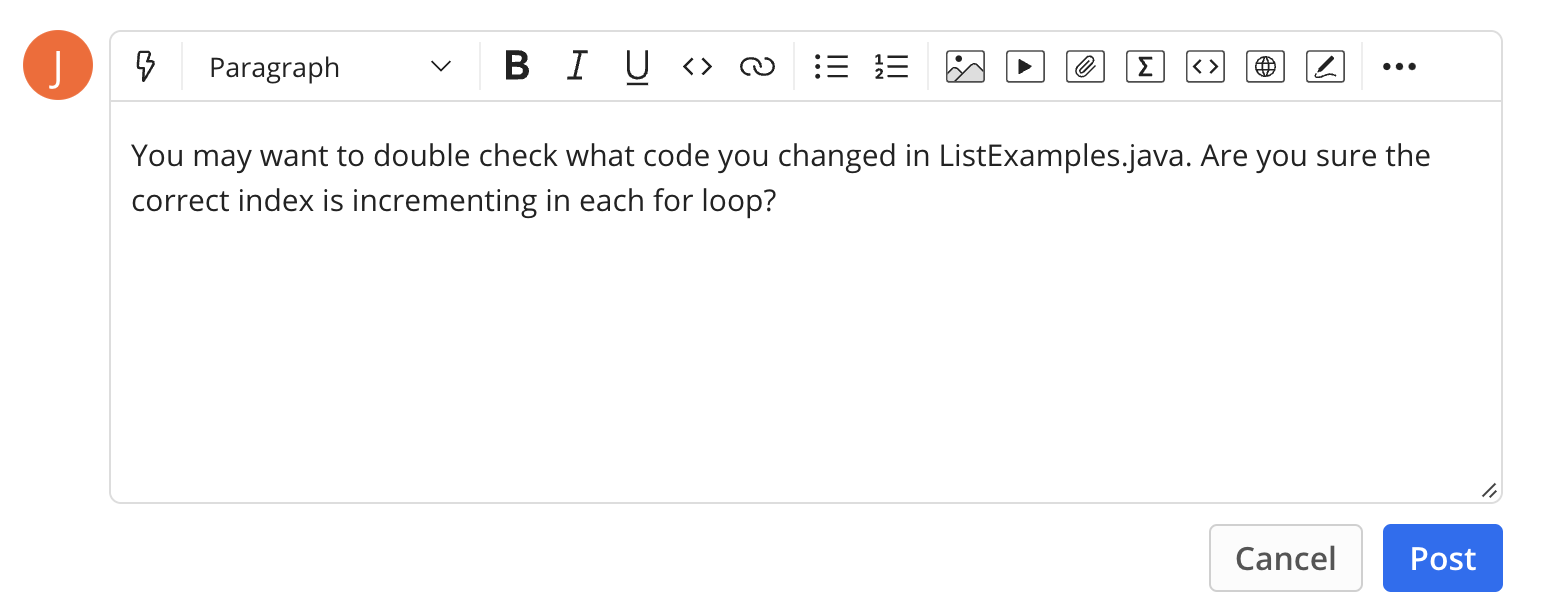 J
Paragraph
You may want to double check what code you changed in ListExamples.java. Are you sure the
correct index is incrementing in each for loop?
Cancel
Post